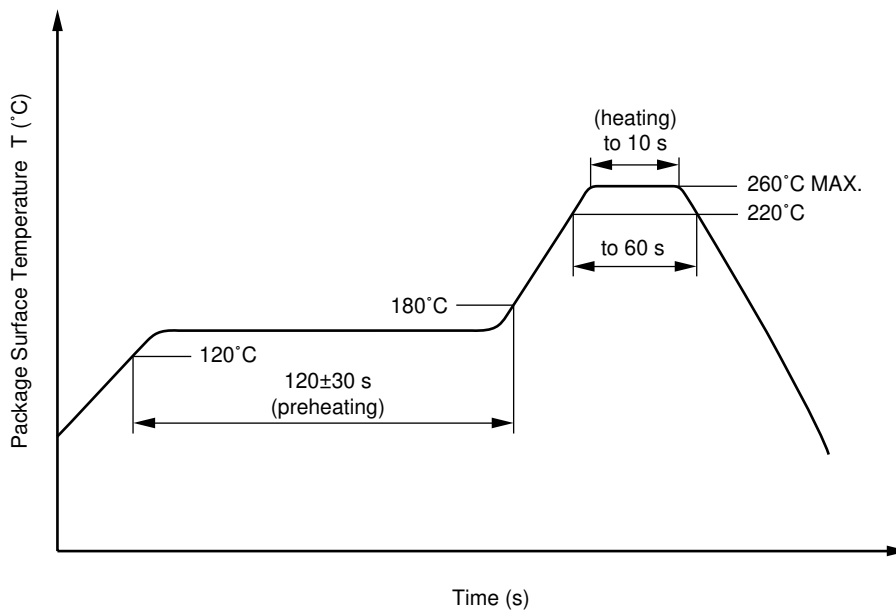 Package Surface Temperature T (˚C)
(heating)
to 10 s
260˚C MAX.
220˚C
to 60 s
180˚C
120˚C
120±30 s
(preheating)
Time (s)